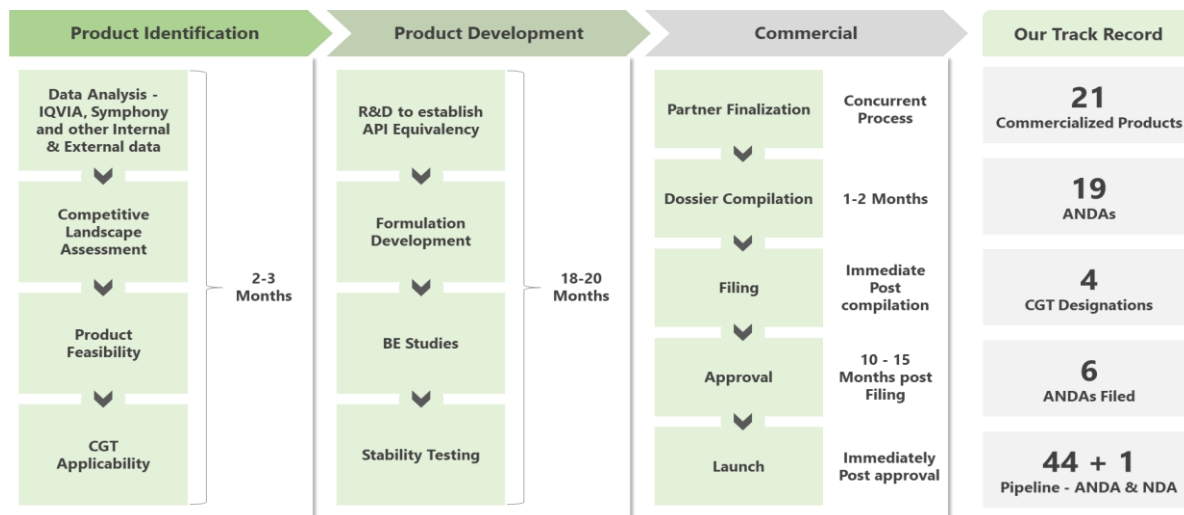 Product Identification
Data Analysis -
IQVIA, Symphony
and other Internal
& External data
Competitive
Landscape
Assessment
Product
Feasibility
CGT
Applicability
2-3
Months
Product Development
R&D to establish
API Equivalency
Formulation
Development
BE Studies
Stability Testing
18-20
Months
Commercial
Partner Finalization
Concurrent
Process
Dossier Compilation
1-2 Months
Filing
Immediate
Post
compilation
Approval
10 - 15
Months post
Filing
Launch
Immediately
Post approval
Our Track Record
21
Commercialized Products
19
ANDAs
4
CGT Designations
6
ANDAs Filed
44 + 1
Pipeline - ANDA & NDA